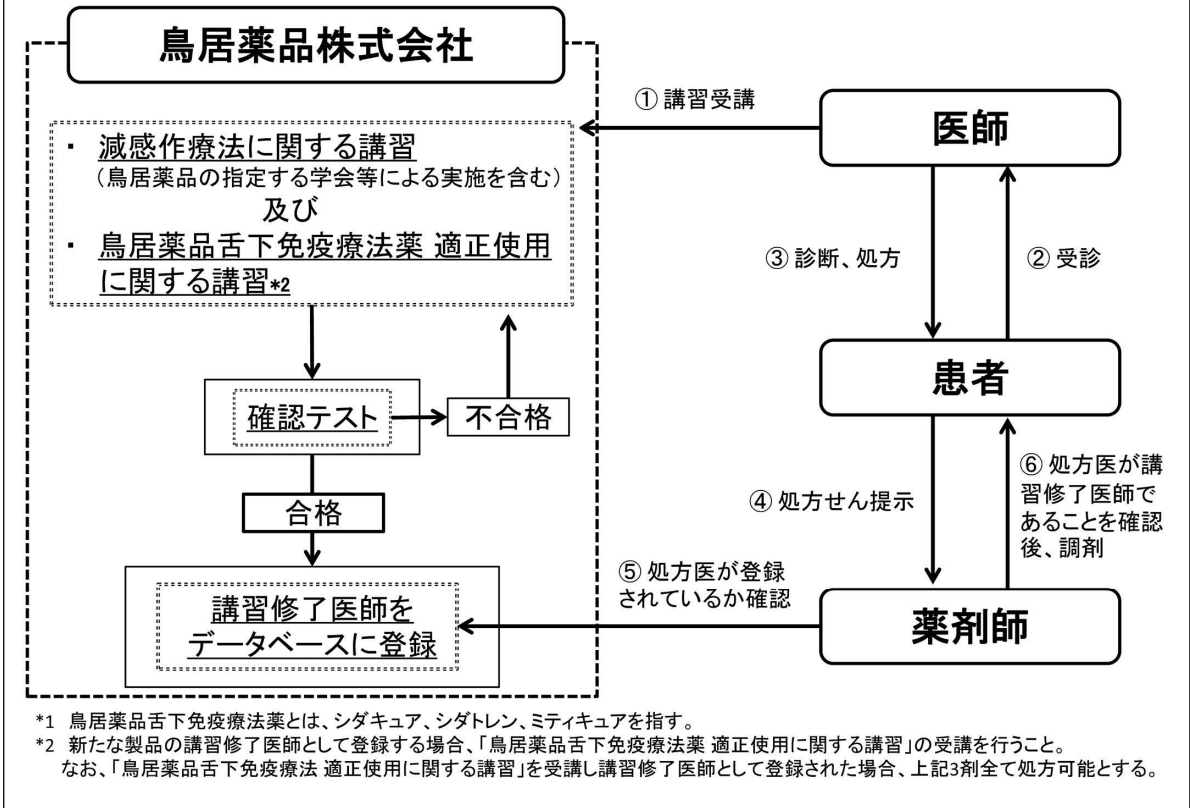 鳥居薬品株式会社
① 講習受講
医師
・ 減感作療法に関する講習
（鳥居薬品の指定する学会等による実施を含む）
及び
・ 鳥居薬品舌下免疫療法薬 適正使用
に関する講習*2
③ 診断、処方
② 受診
患者
確認テスト
不合格
合格
④ 処方せん提示
⑥ 処方医が講
習修了医師で
あることを確認
後、調剤
⑤ 処方医が登録
されているか確認
講習修了医師を
データベースに登録
薬剤師
*1 鳥居薬品舌下免疫療法薬とは、シダキュア、シダトレン、ミティキュアを指す。
*2 新たな製品の講習修了医師として登録する場合、「鳥居薬品舌下免疫療法薬 適正使用に関する講習」の受講を行うこと。
なお、「鳥居薬品舌下免疫療法 適正使用に関する講習」を受講し講習修了医師として登録された場合、上記3剤全て処方可能とする。